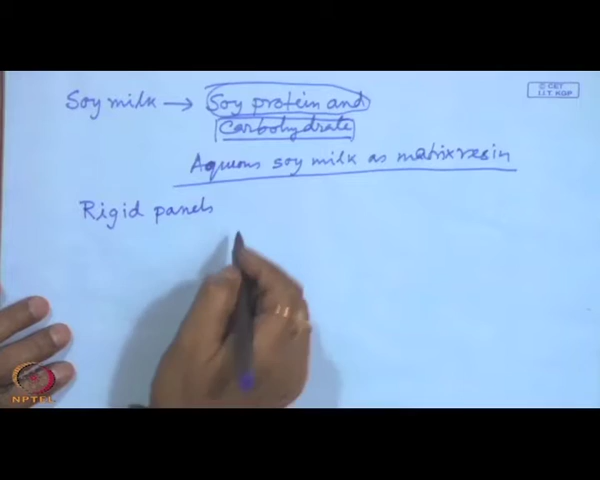 Soy milk → Soy protein and
Carbohydrate
Aqueous soy milk as matrix resin
Rigid panels
© CET
I.I.T. KGP
NPTEL